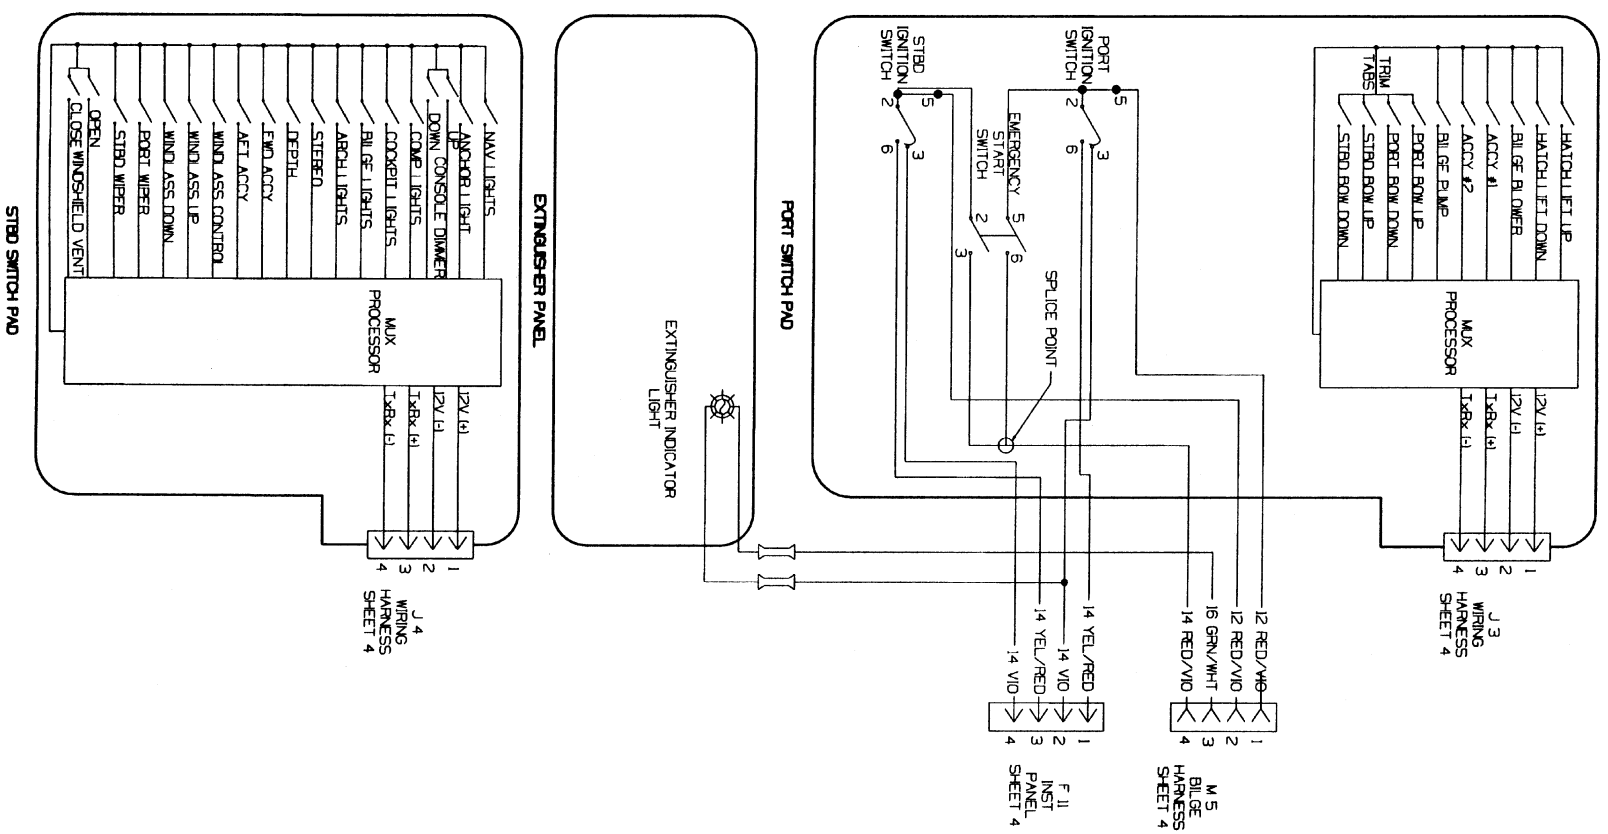 PORT SWITCH PAD
HATCH LIFT UP
HATCH LIFT DOWN
BILGE BLOWER
ACCY #1
ACCY #2
BILGE PUMP
TRIM
TABS
PORT BOW UP
PORT BOW DOWN
STBD BOW UP
STBD BOW DOWN
MUX
PROCESSOR
12V (+)
12V (-)
TxRx (+)
TxRx (-)
1
2
3
4
J 3
WIRING
HARNESS
SHEET 4
PORT
IGNITION
SWITCH
5
2
3
6
EMERGENCY
START
SWITCH
5
2
6
3
STBD
IGNITION
SWITCH
5
2
3
6
SPLICE POINT
12 RED/VIO
12 RED/VIO
16 GRN/WHT
14 RED/VIO
1
2
3
4
M 5
BILGE
HARNESS
SHEET 4
14 YEL/RED
14 VIO
14 YEL/RED
14 VIO
1
2
3
4
F 11
INST
PANEL
SHEET 4
EXTINGUISHER PANEL
EXTINGUISHER INDICATOR
LIGHT
STBD SWITCH PAD
NAV LIGHTS
ANCHOR LIGHT
UP
DOWN CONSOLE DIMMER
COMP LIGHTS
COCKPIT LIGHTS
BILGE LIGHTS
ARCH LIGHTS
STEREO
DEPTH
FWD ACCY
AFT ACCY
WINDLASS CONTROL
WINDLASS UP
WINDLASS DOWN
PORT WIPER
STBD WIPER
OPEN
CLOSE WINDSHIELD VENT
MUX
PROCESSOR
12V (+)
12V (-)
TxRx (+)
TxRx (-)
1
2
3
4
J 4
WIRING
HARNESS
SHEET 4